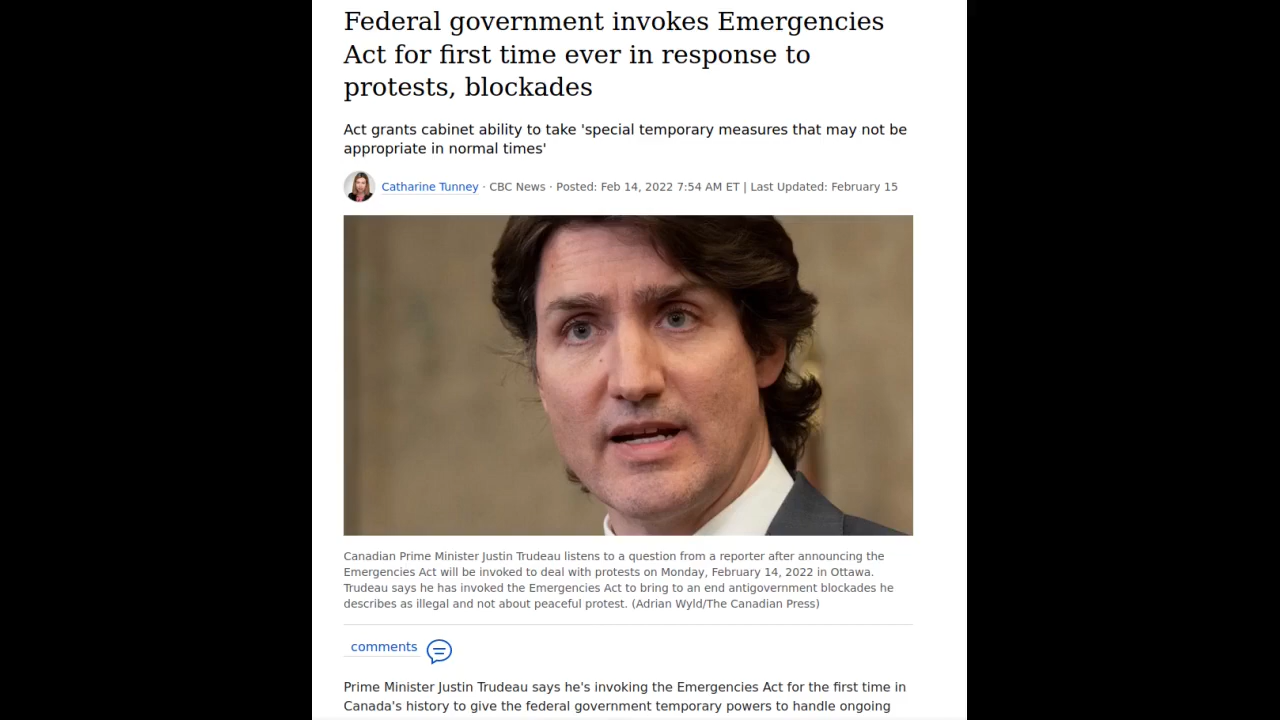 Federal government invokes Emergencies
Act for first time ever in response to
protests, blockades
Act grants cabinet ability to take 'special temporary measures that may not be
appropriate in normal times'
Catharine Tunney · CBC News · Posted: Feb 14, 2022 7:54 AM ET | Last Updated: February 15
Canadian Prime Minister Justin Trudeau listens to a question from a reporter after announcing the
Emergencies Act will be invoked to deal with protests on Monday, February 14, 2022 in Ottawa.
Trudeau says he has invoked the Emergencies Act to bring to an end antigovernment blockades he
describes as illegal and not about peaceful protest. (Adrian Wyld/The Canadian Press)
comments
Prime Minister Justin Trudeau says he's invoking the Emergencies Act for the first time in
Canada's history to give the federal government temporary powers to handle ongoing